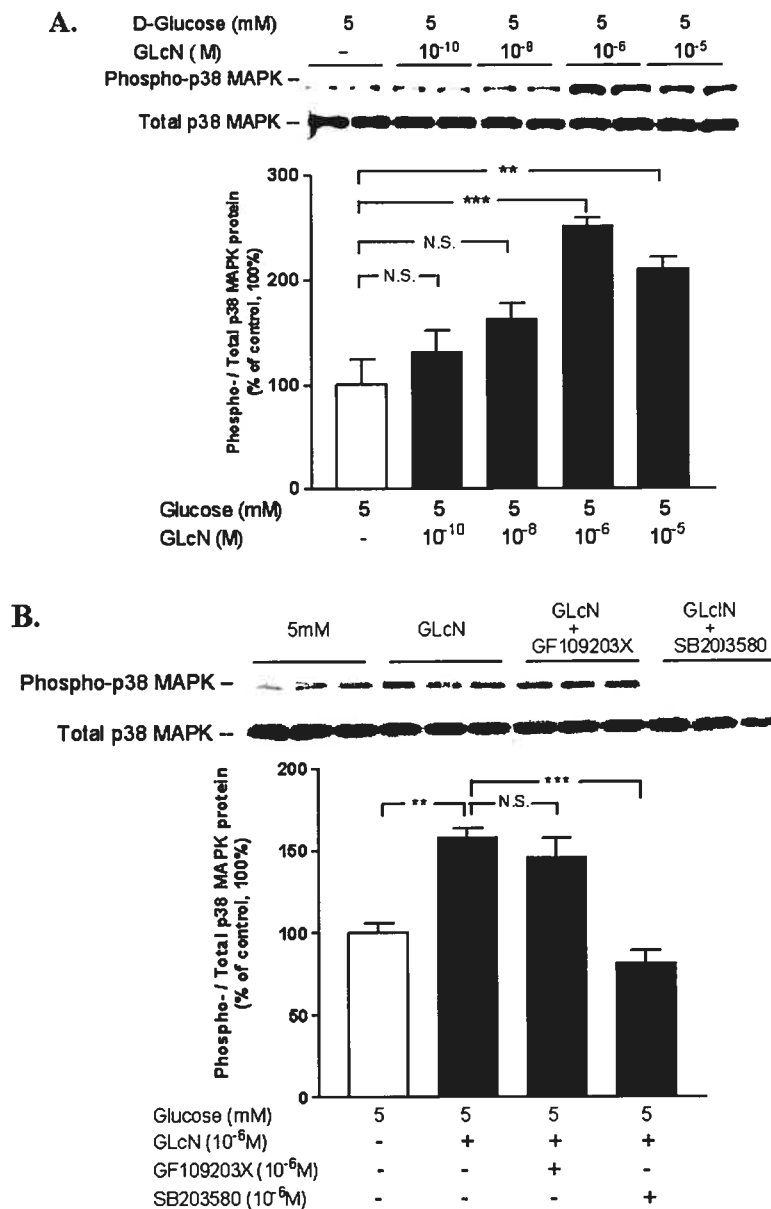 A.
D-Glucose (mM) 5 5 5 5 5
GLcN ( M) - 10⁻¹⁰ 10⁻⁸ 10⁻⁶ 10⁻⁵
Phospho-p38 MAPK –
Total p38 MAPK –
Phospho- / Total p38 MAPK protein
(% of control, 100%)
300
200
100
0
**
***
N.S.
N.S.
Glucose (mM) 5 5 5 5 5
GLcN (M) - 10⁻¹⁰ 10⁻⁸ 10⁻⁶ 10⁻⁵
B.
5mM GLcN GLcN + GF109203X GLcIN + SB203580
Phospho-p38 MAPK –
Total p38 MAPK --
Phospho- / Total p38 MAPK protein
(% of control, 100%)
200
150
100
50
0
***
** N.S.
Glucose (mM) 5 5 5 5
GLcN (10⁻⁶M) - + + +
GF109203X (10⁻⁶M) - - + -
SB203580 (10⁻⁶M) - - - +